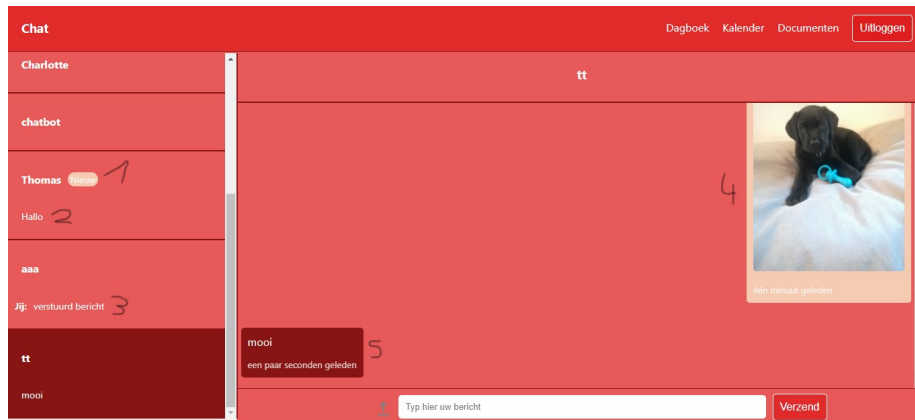 Chat
Dagboek Kalender Documenten Uitloggen
Charlotte
chatbot
Thomas Nieuw 1
Hallo 2
aaa
Jij: verstuurd bericht 3
tt
mooi
tt
4
één minuut geleden
mooi
een paar seconden geleden
5
Typ hier uw bericht
Verzend